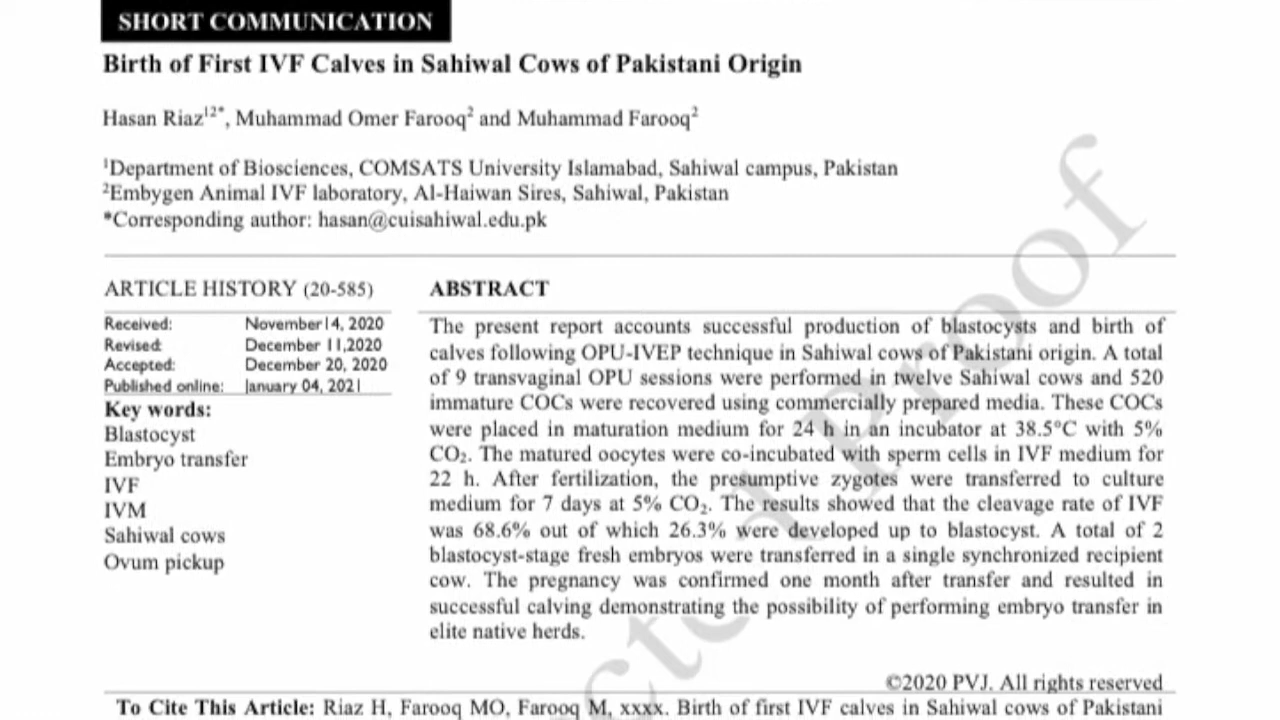 SHORT COMMUNICATION
Birth of First IVF Calves in Sahiwal Cows of Pakistani Origin
Hasan Riaz¹²*, Muhammad Omer Farooq² and Muhammad Farooq²
¹Department of Biosciences, COMSATS University Islamabad, Sahiwal campus, Pakistan
²Embygen Animal IVF laboratory, Al-Haiwan Sires, Sahiwal, Pakistan
*Corresponding author: hasan@cuisahiwal.edu.pk
ARTICLE HISTORY (20-585)
Received: November14, 2020
Revised: December 11,2020
Accepted: December 20, 2020
Published online: January 04, 2021
Key words:
Blastocyst
Embryo transfer
IVF
IVM
Sahiwal cows
Ovum pickup
ABSTRACT
The present report accounts successful production of blastocysts and birth of
calves following OPU-IVEP technique in Sahiwal cows of Pakistani origin. A total
of 9 transvaginal OPU sessions were performed in twelve Sahiwal cows and 520
immature COCs were recovered using commercially prepared media. These COCs
were placed in maturation medium for 24 h in an incubator at 38.5°C with 5%
CO₂. The matured oocytes were co-incubated with sperm cells in IVF medium for
22 h. After fertilization, the presumptive zygotes were transferred to culture
medium for 7 days at 5% CO₂. The results showed that the cleavage rate of IVF
was 68.6% out of which 26.3% were developed up to blastocyst. A total of 2
blastocyst-stage fresh embryos were transferred in a single synchronized recipient
cow. The pregnancy was confirmed one month after transfer and resulted in
successful calving demonstrating the possibility of performing embryo transfer in
elite native herds.
©2020 PVJ. All rights reserved
To Cite This Article: Riaz H, Farooq MO, Farooq M, xxxx. Birth of first IVF calves in Sahiwal cows of Pakistani
cted Proof